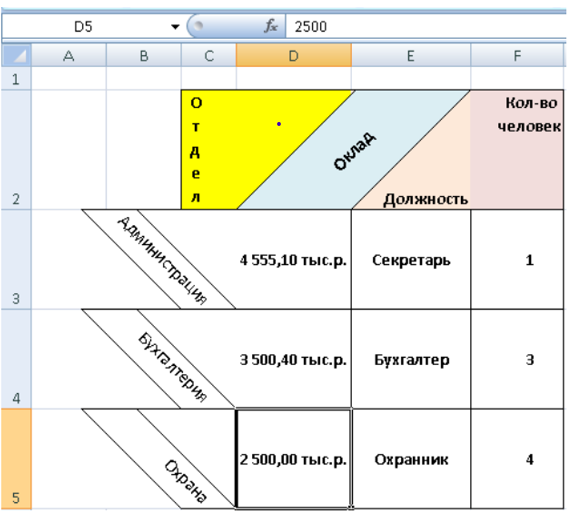 D5 fx 2500
A B C D E F
1
2
О
т
д
е
л
Оклад
Должность
Кол-во
человек
3 Администрация 4 555,10 тыс.р. Секретарь 1
4 Бухгалтерия 3 500,40 тыс.р. Бухгалтер 3
5 Охрана 2 500,00 тыс.р. Охранник 4